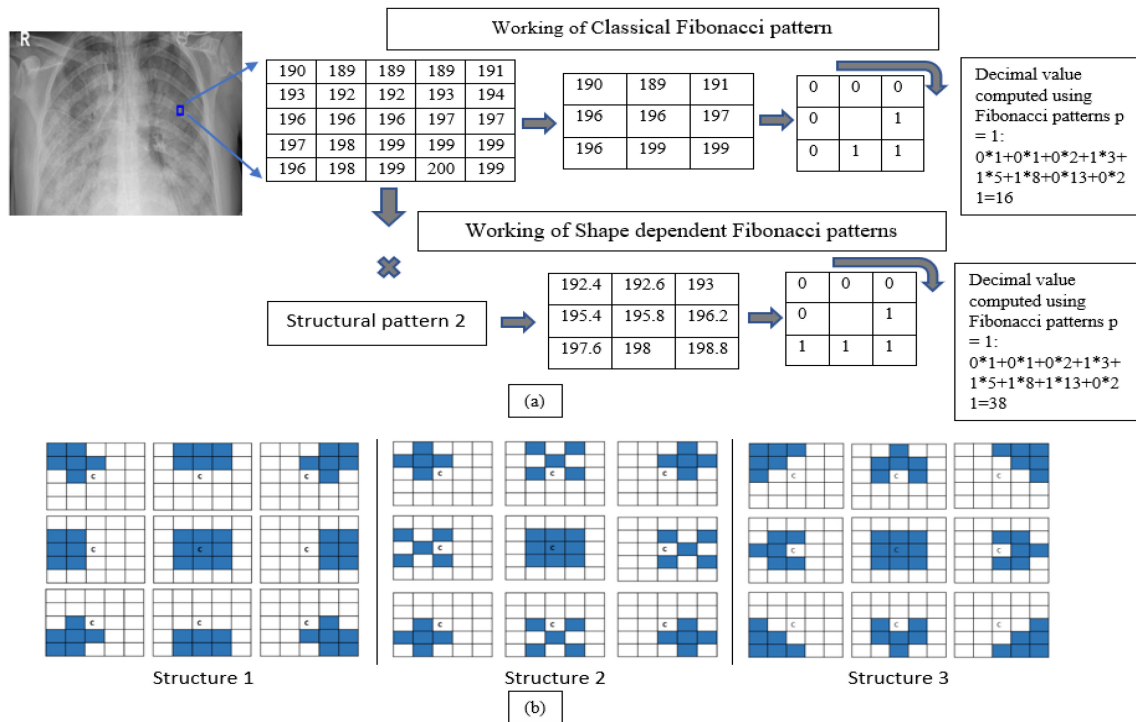 R
Working of Classical Fibonacci pattern
190 189 189 189 191
193 192 192 193 194
196 196 196 197 197
197 198 199 199 199
196 198 199 200 199
190 189 191
196 196 197
196 199 199
0 0 0
0 1
0 1 1
Decimal value
computed using
Fibonacci patterns p
= 1:
0*1+0*1+0*2+1*3+
1*5+1*8+0*13+0*2
1=16
Working of Shape dependent Fibonacci patterns
Structural pattern 2
192.4 192.6 193
195.4 195.8 196.2
197.6 198 198.8
0 0 0
0 1
1 1 1
Decimal value
computed using
Fibonacci patterns p
= 1:
0*1+0*1+0*2+1*3+
1*5+1*8+1*13+0*2
1=38
(a)
c c c c c c c c c
c c c c c c c c c
c c c c c c c c c
Structure 1 Structure 2 Structure 3
(b)